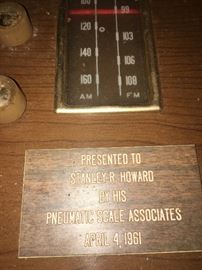 99
100 103
120
140 106
160 108
AM FM
PRESENTED TO
STANLEY R. HOWARD
BY HIS
PNEUMATIC SCALE ASSOCIATES
APRIL 4, 1961